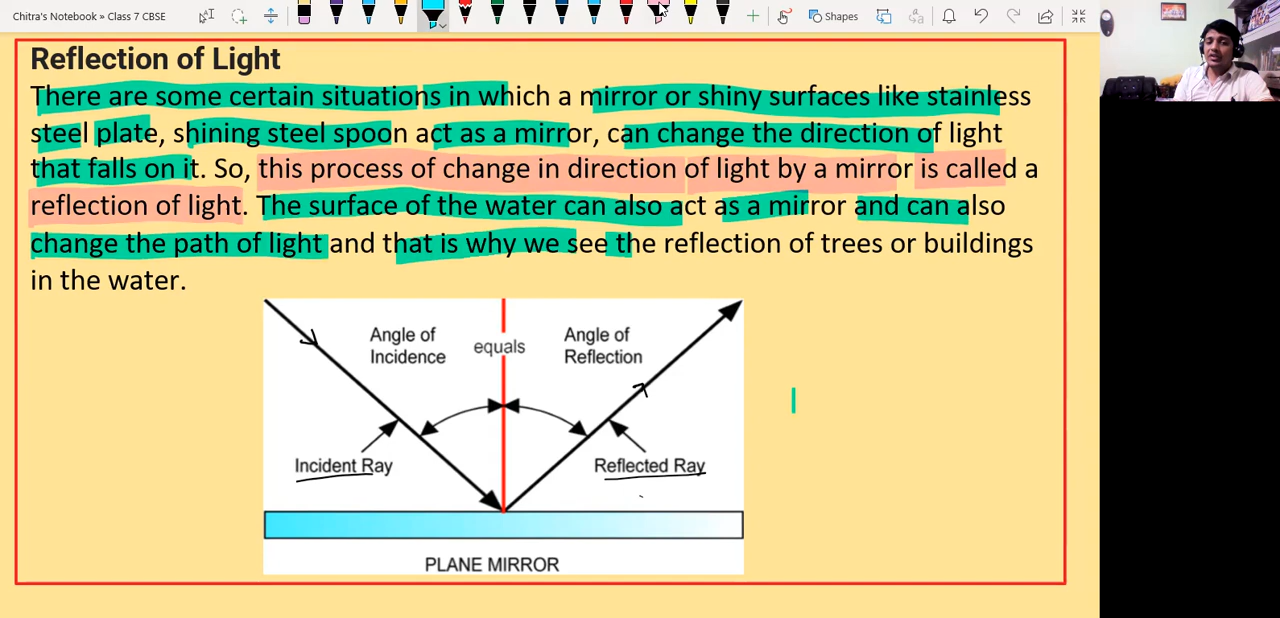 Chitra's Notebook » Class 7 CBSE
Shapes
Reflection of Light
There are some certain situations in which a mirror or shiny surfaces like stainless
steel plate, shining steel spoon act as a mirror, can change the direction of light
that falls on it. So, this process of change in direction of light by a mirror is called a
reflection of light. The surface of the water can also act as a mirror and can also
change the path of light and that is why we see the reflection of trees or buildings
in the water.
Angle of
Incidence
equals
Angle of
Reflection
Incident Ray
Reflected Ray
PLANE MIRROR